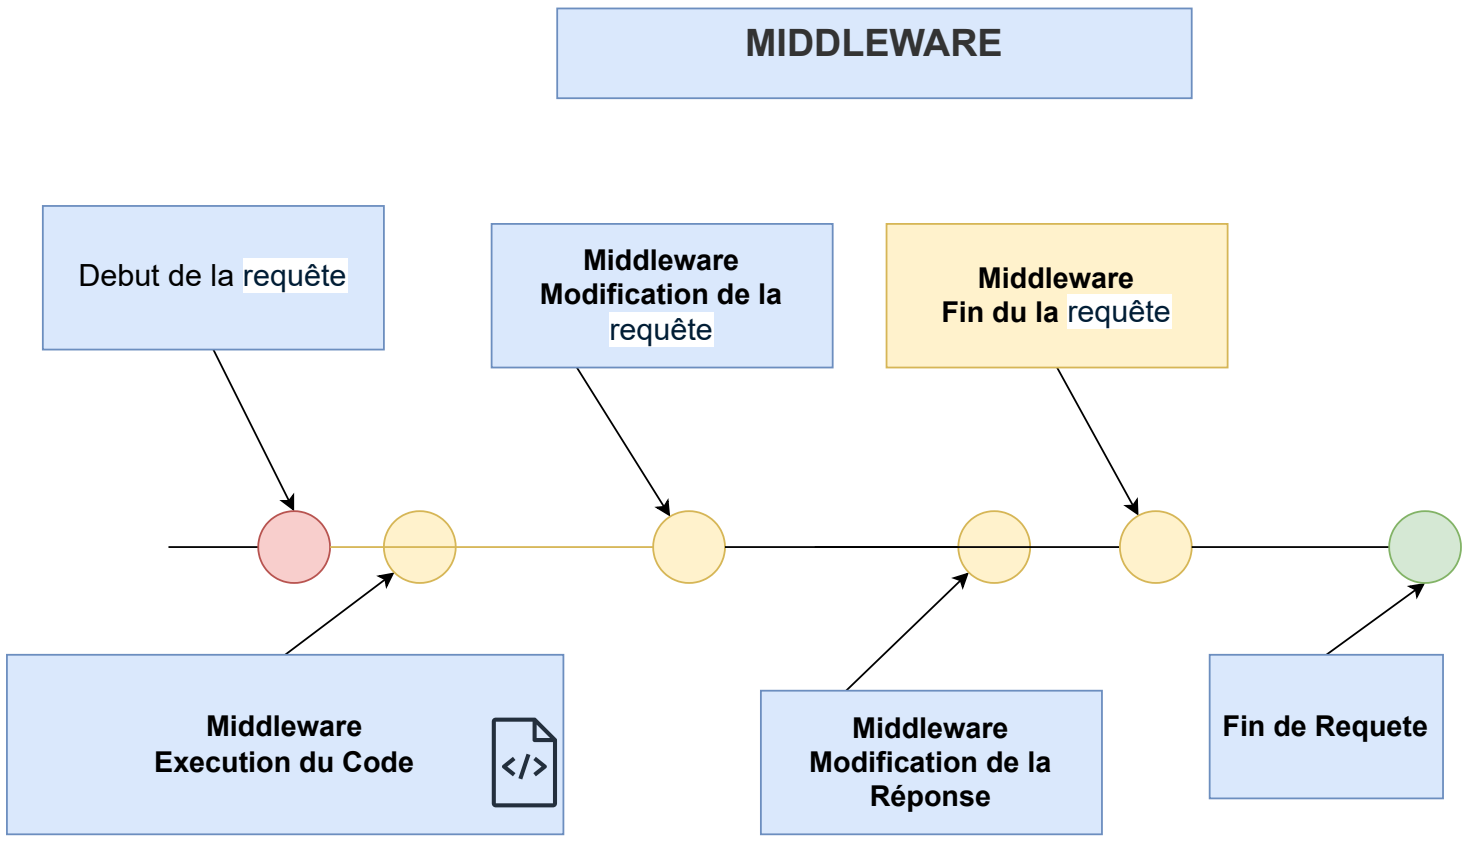 MIDDLEWARE
Debut de la requête
Middleware
Modification de la
requête
Middleware
Fin du la requête
Middleware
Execution du Code
</>
Middleware
Modification de la
Réponse
Fin de Requete